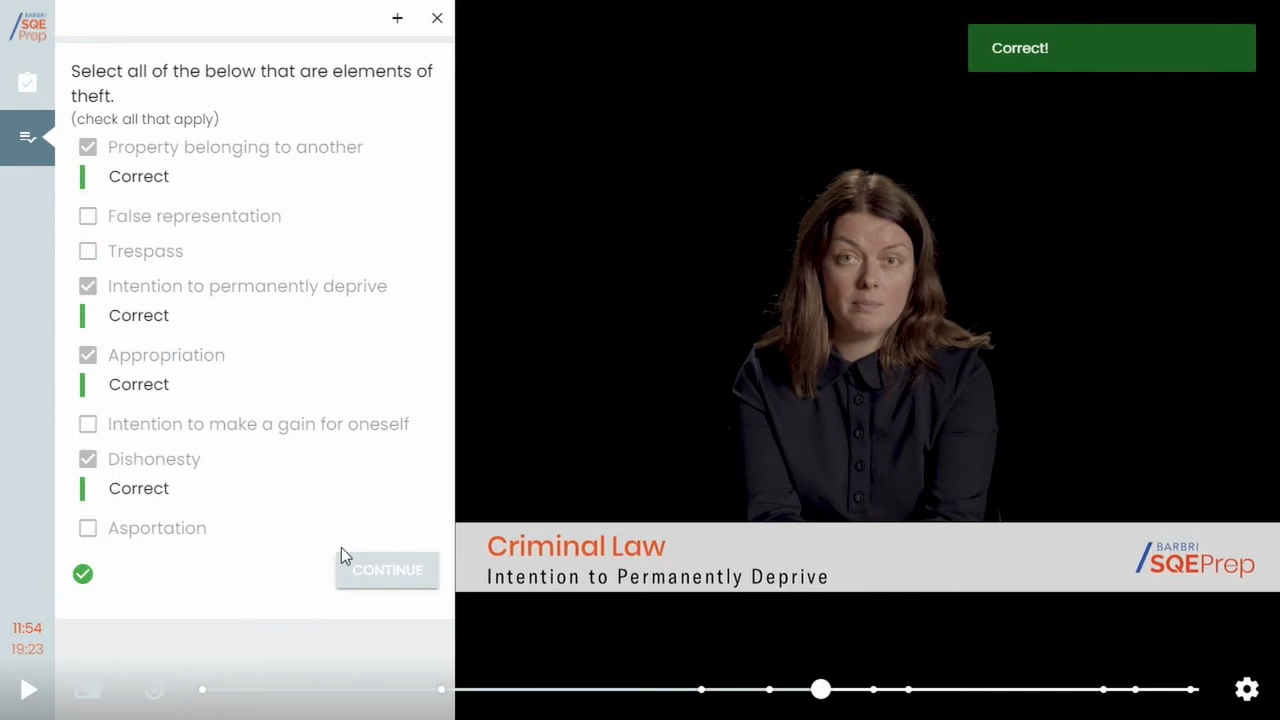 BARBRI
SQE
Prep
Select all of the below that are elements of
theft.
(check all that apply)
Property belonging to another
Correct
False representation
Trespass
Intention to permanently deprive
Correct
Appropriation
Correct
Intention to make a gain for oneself
Dishonesty
Correct
Asportation
CONTINUE
11:54
19:23
Correct!
Criminal Law
Intention to Permanently Deprive
BARBRI
SQEPrep